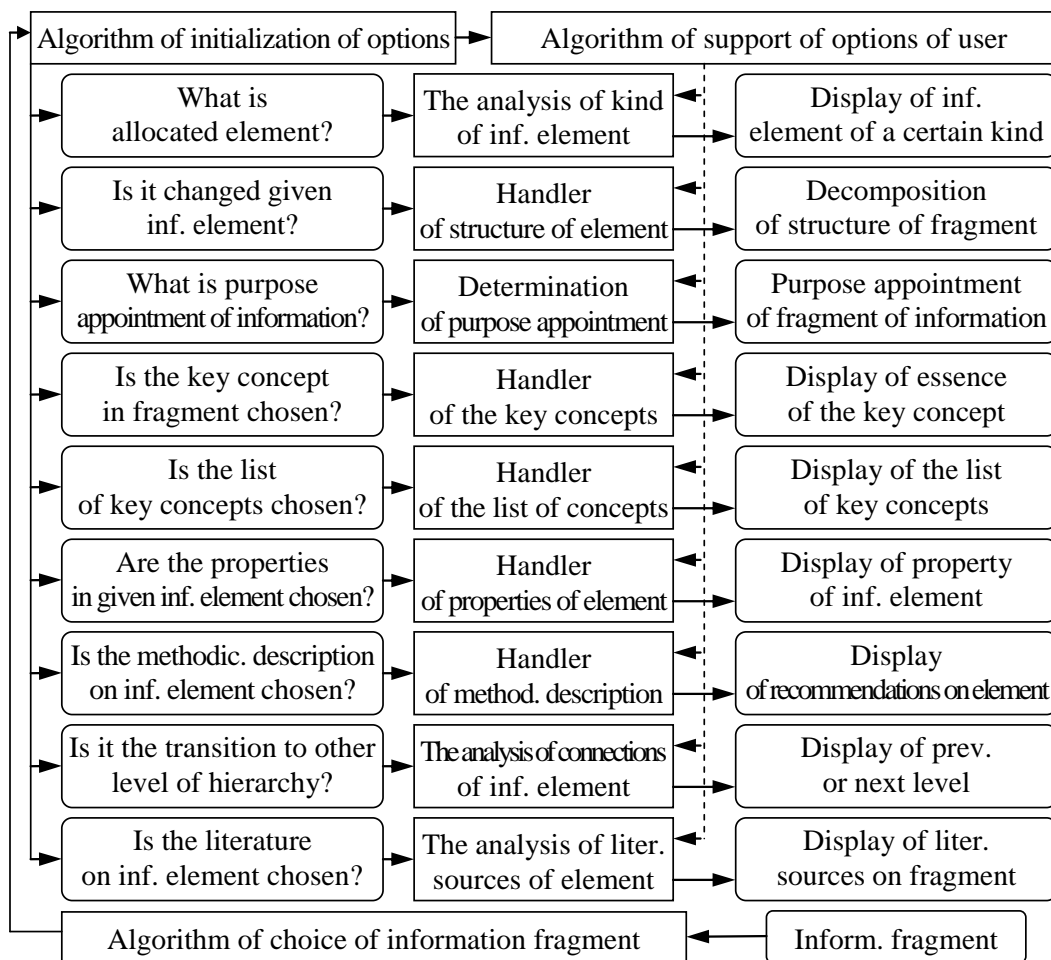 Algorithm of initialization of options
Algorithm of support of options of user
What is
allocated element?
The analysis of kind
of inf. element
Display of inf.
element of a certain kind
Is it changed given
inf. element?
Handler
of structure of element
Decomposition
of structure of fragment
What is purpose
appointment of information?
Determination
of purpose appointment
Purpose appointment
of fragment of information
Is the key concept
in fragment chosen?
Handler
of the key concepts
Display of essence
of the key concept
Is the list
of key concepts chosen?
Handler
of the list of concepts
Display of the list
of key concepts
Are the properties
in given inf. element chosen?
Handler
of properties of element
Display of property
of inf. element
Is the methodic. description
on inf. element chosen?
Handler
of method. description
Display
of recommendations on element
Is it the transition to other
level of hierarchy?
The analysis of connections
of inf. element
Display of prev.
or next level
Is the literature
on inf. element chosen?
The analysis of liter.
sources of element
Display of liter.
sources on fragment
Algorithm of choice of information fragment
Inform. fragment